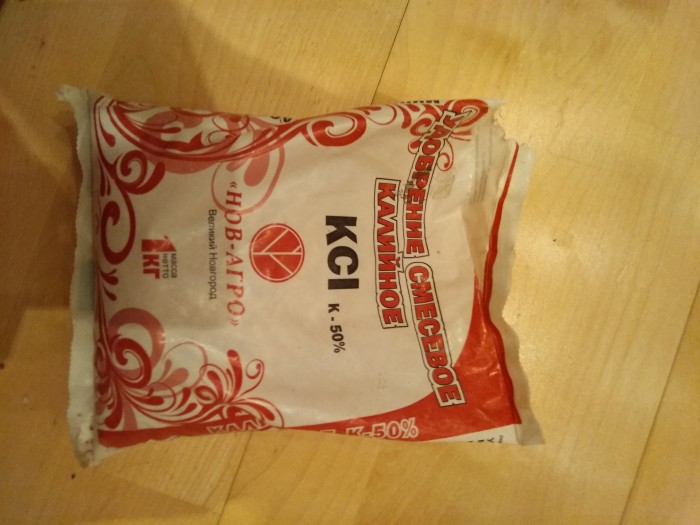 УДОБРЕНИЕ СМЕСЕВОЕ
КАЛИЙНОЕ
KCl
К - 50%
«НОВ-АГРО»
Великий Новгород
масса
нетто
1 КГ
К-50%